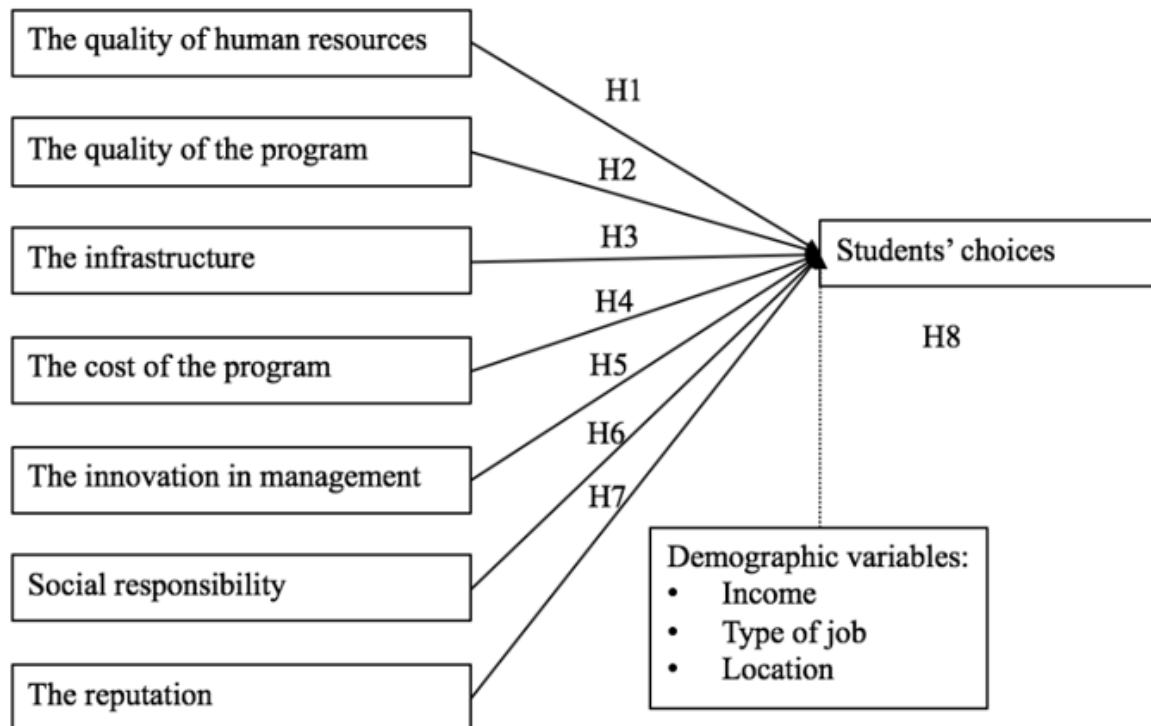 The quality of human resources
H1
The quality of the program
H2
The infrastructure
H3
Students’ choices
The cost of the program
H4
H8
The innovation in management
H5
Social responsibility
H6
The reputation
H7
Demographic variables:
• Income
• Type of job
• Location